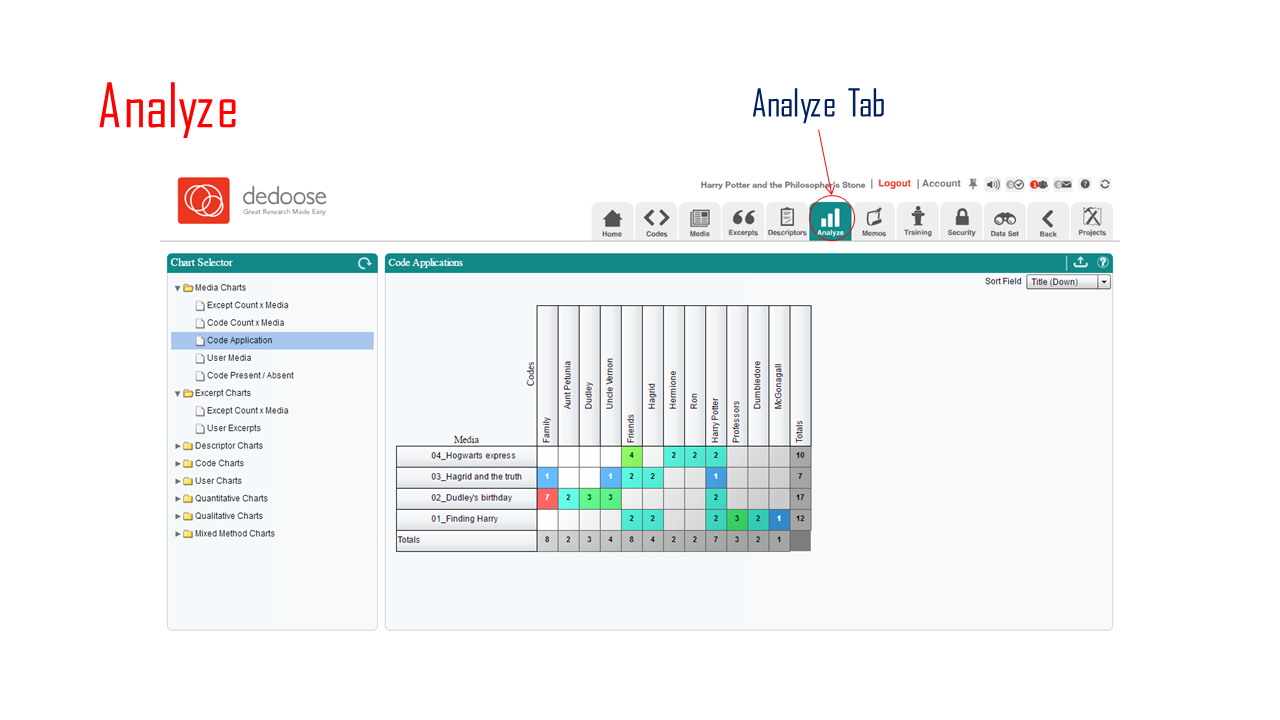 Analyze
Analyze Tab
dedoose
Great Research Made Easy
Harry Potter and the Philosopher's Stone | Logout | Account
Home Codes Media Excerpts Descriptors Analyze Memos Training Security Data Set Back Projects
Chart Selector
Media Charts
Except Count x Media
Code Count x Media
Code Application
User Media
Code Present / Absent
Excerpt Charts
Except Count x Media
User Excerpts
Descriptor Charts
Code Charts
User Charts
Quantitative Charts
Qualitative Charts
Mixed Method Charts
Code Applications
Sort Field Title (Down)
Codes
Family
Aunt Petunia
Dudley
Uncle Vernon
Friends
Hagrid
Hermione
Ron
Harry Potter
Professors
Dumbledore
McGonagall
Totals
Media
04_Hogwarts express 4 2 2 2 10
03_Hagrid and the truth 1 1 2 2 1 7
02_Dudley's birthday 7 2 3 3 2 17
01_Finding Harry 2 2 2 3 2 1 12
Totals 8 2 3 4 8 4 2 2 7 3 2 1